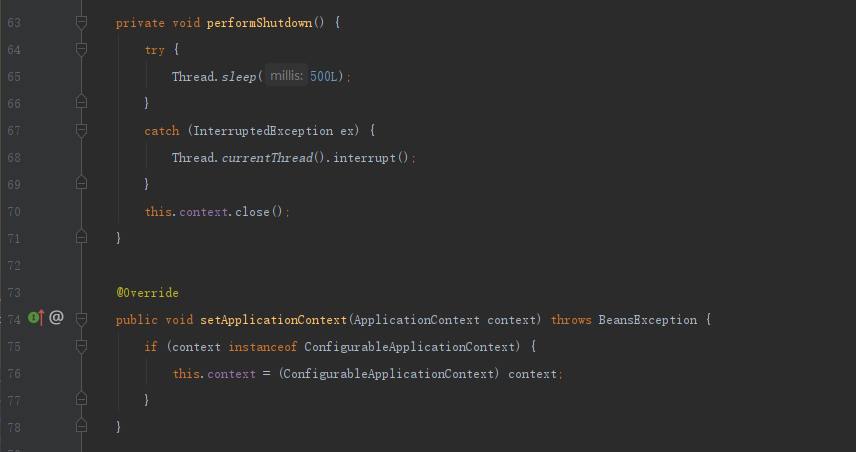 63 private void performShutdown() {
64 try {
65 Thread.sleep( millis: 500L);
66 }
67 catch (InterruptedException ex) {
68 Thread.currentThread().interrupt();
69 }
70 this.context.close();
71 }
72
73 @Override
74 @ public void setApplicationContext(ApplicationContext context) throws BeansException {
75 if (context instanceof ConfigurableApplicationContext) {
76 this.context = (ConfigurableApplicationContext) context;
77 }
78 }